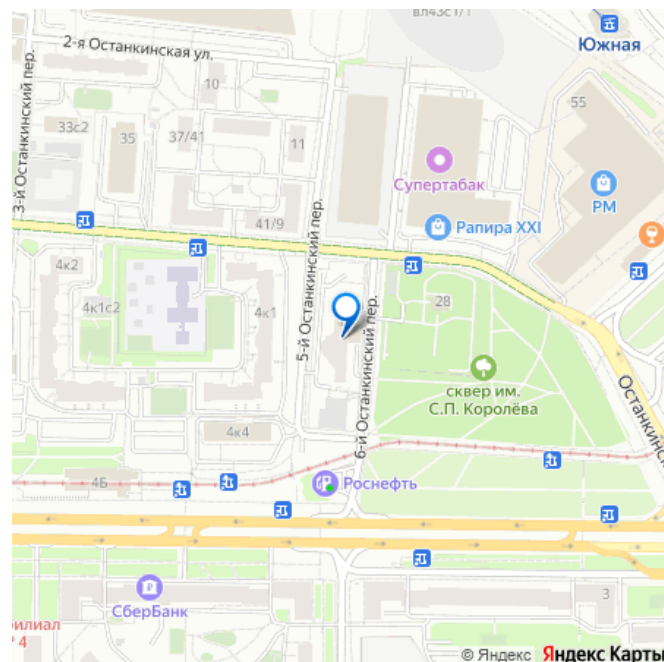 вл43с1/1
Южная
2-я Останкинская ул.
3-й Останкинский пер.
10
55
33с2
35
37/41
11
Супертабак
РМ
41/9
Рапира XXI
5-й Останкинский пер.
4к2
4к1с2
4к1
28
6-й Останкинский пер.
сквер им.
С.П. Королёва
4к4
4Б
Роснефть
СберБанк
3
© Яндекс Яндекс Карты